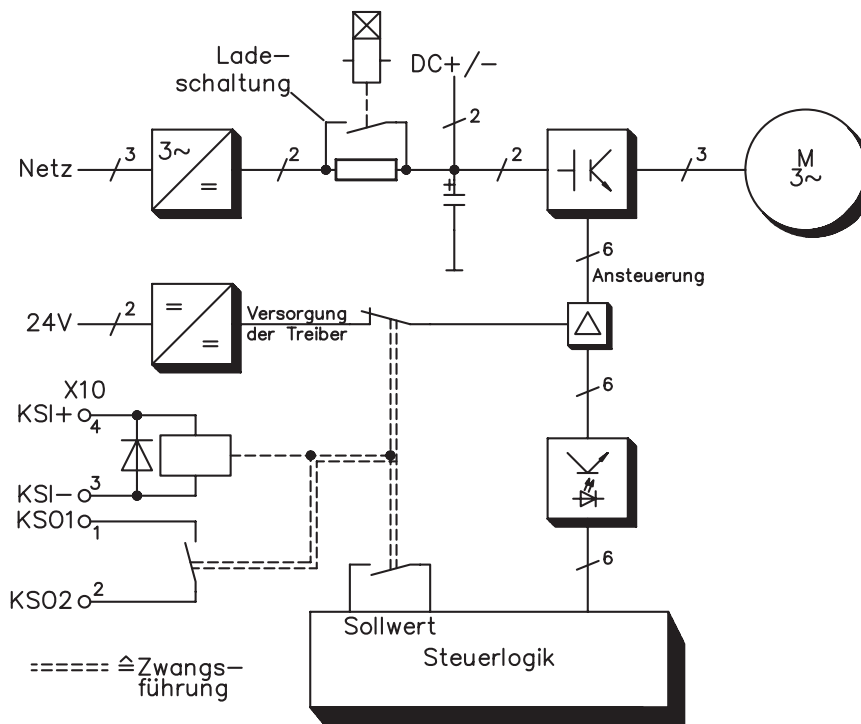 Lade-
schaltung
DC+/-
2
Netz
3
3~
=
2
+
2
3
M
3~
6
Ansteuerung
24V
2
=
=
Versorgung
der Treiber
X10
KSI+
4
6
KSI-
3
KSO1
1
KSO2
2
6
Sollwert
Steuerlogik
≙Zwangs-
führung